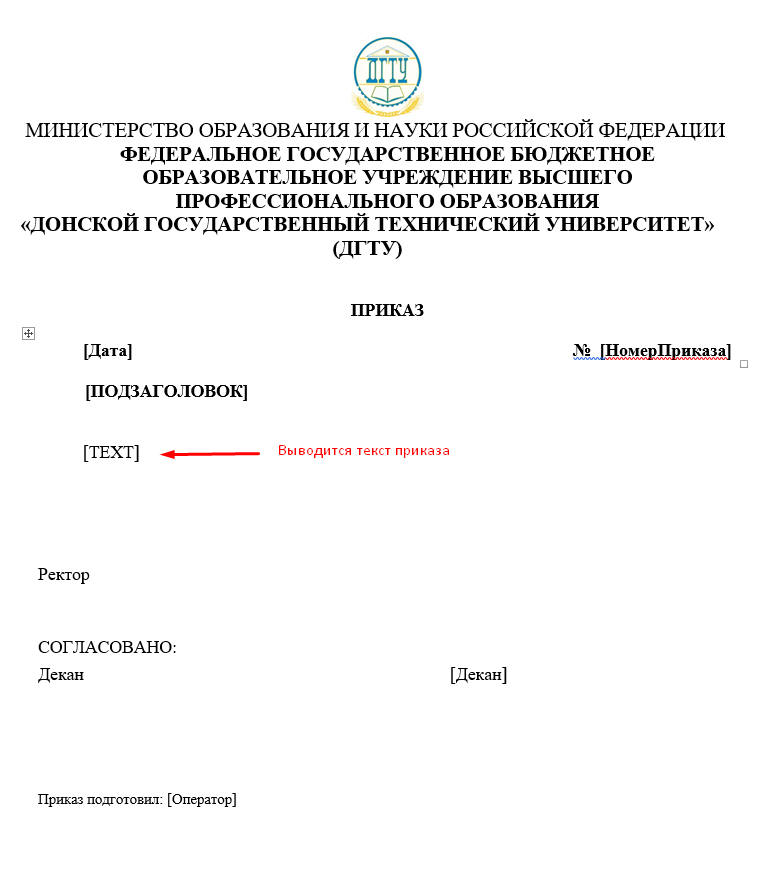 ДГТУ
МИНИСТЕРСТВО ОБРАЗОВАНИЯ И НАУКИ РОССИЙСКОЙ ФЕДЕРАЦИИ
ФЕДЕРАЛЬНОЕ ГОСУДАРСТВЕННОЕ БЮДЖЕТНОЕ
ОБРАЗОВАТЕЛЬНОЕ УЧРЕЖДЕНИЕ ВЫСШЕГО
ПРОФЕССИОНАЛЬНОГО ОБРАЗОВАНИЯ
«ДОНСКОЙ ГОСУДАРСТВЕННЫЙ ТЕХНИЧЕСКИЙ УНИВЕРСИТЕТ»
(ДГТУ)
ПРИКАЗ
[Дата] № [НомерПриказа]
[ПОДЗАГОЛОВОК]
[TEXT] Выводится текст приказа
Ректор
СОГЛАСОВАНО:
Декан [Декан]
Приказ подготовил: [Оператор]